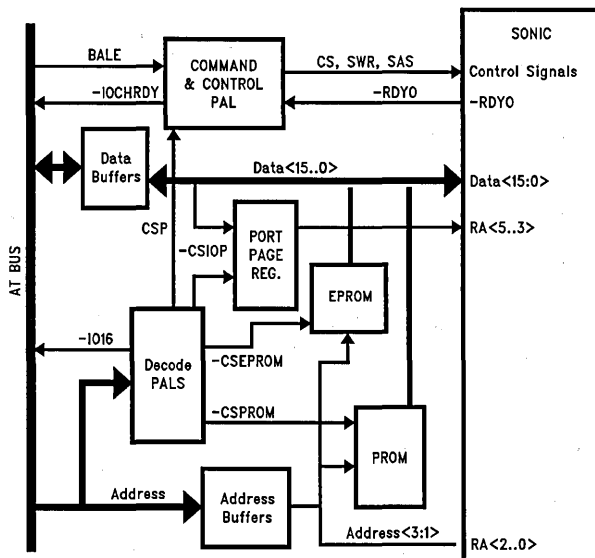 SONIC
BALE
COMMAND
& CONTROL
PAL
CS, SWR, SAS
Control Signals
-IOCHRDY
-RDYO
-RDYO
Data
Buffers
Data<15..0>
Data<15:0>
CSP
-CSIOP
PORT
PAGE
REG.
RA<5..3>
AT BUS
EPROM
-IO16
Decode
PALS
-CSEPROM
-CSPROM
PROM
Address
Address
Buffers
Address<3:1>
RA<2..0>